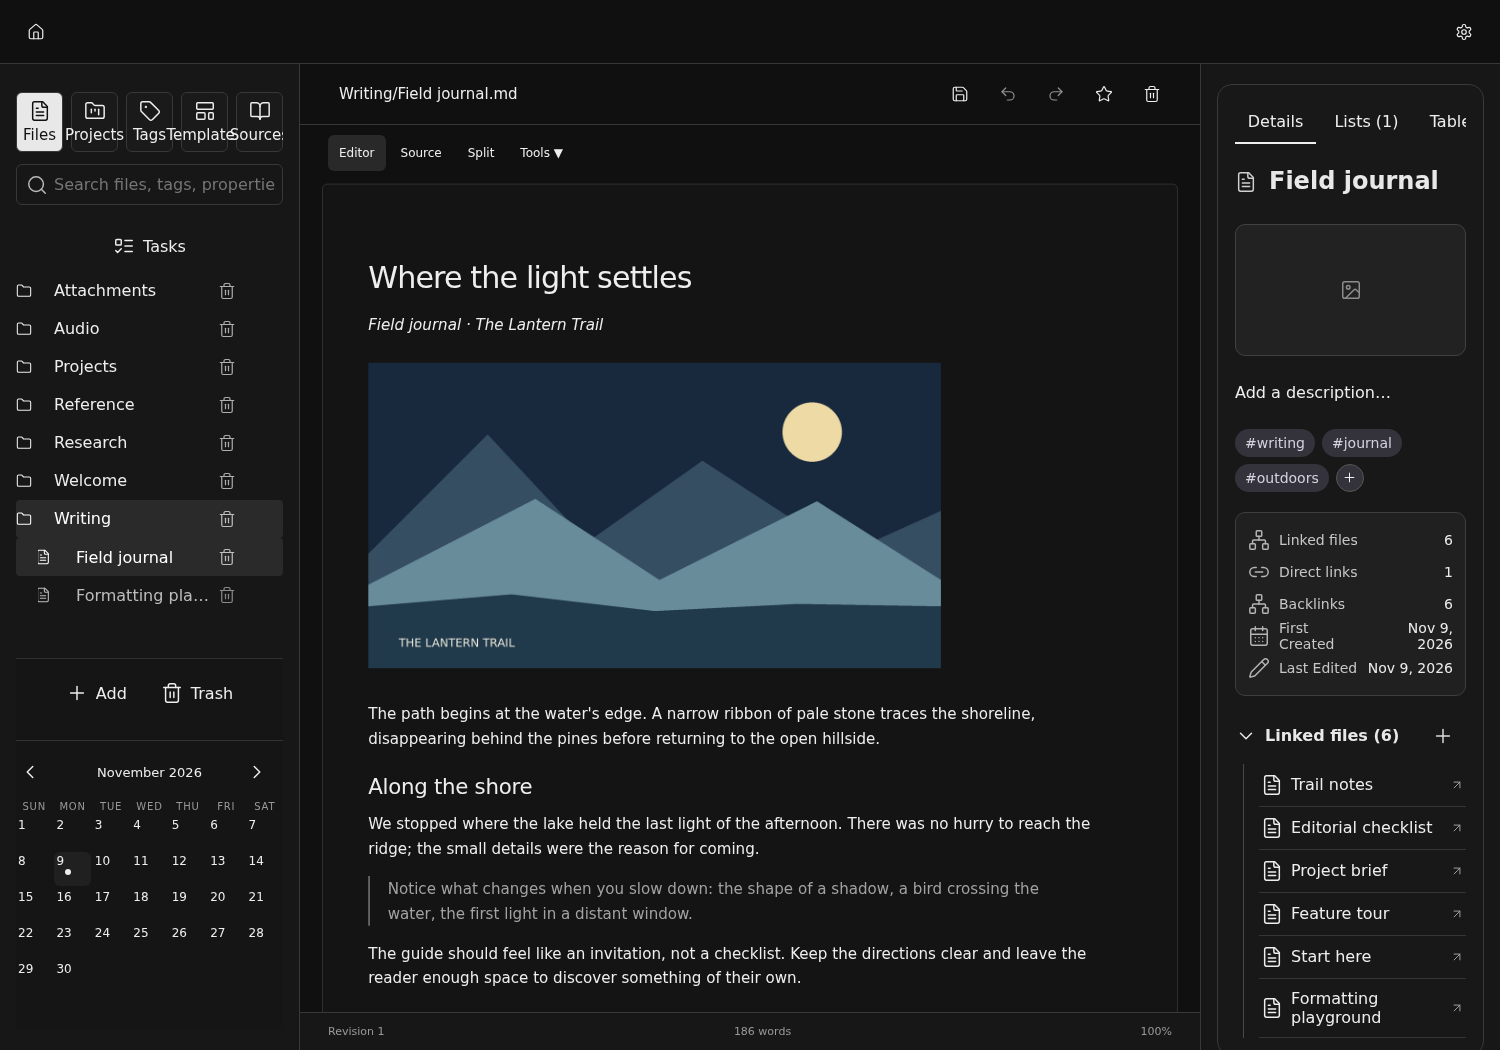 Files
Projects
Tags
Template
Sources
Search files, tags, propertie
Tasks
Attachments
Audio
Projects
Reference
Research
Welcome
Writing
Field journal
Formatting pla…
Add
Trash
November 2026
SUN MON TUE WED THU FRI SAT
1 2 3 4 5 6 7
8 9 10 11 12 13 14
15 16 17 18 19 20 21
22 23 24 25 26 27 28
29 30
Writing/Field journal.md
Editor Source Split Tools ▼
Where the light settles
Field journal · The Lantern Trail
THE LANTERN TRAIL
The path begins at the water's edge. A narrow ribbon of pale stone traces the shoreline,
disappearing behind the pines before returning to the open hillside.
Along the shore
We stopped where the lake held the last light of the afternoon. There was no hurry to reach the
ridge; the small details were the reason for coming.
Notice what changes when you slow down: the shape of a shadow, a bird crossing the
water, the first light in a distant window.
The guide should feel like an invitation, not a checklist. Keep the directions clear and leave the
reader enough space to discover something of their own.
Revision 1
186 words
100%
Details Lists (1) Table
Field journal
Add a description…
#writing #journal
#outdoors
Linked files 6
Direct links 1
Backlinks 6
First Created Nov 9, 2026
Last Edited Nov 9, 2026
Linked files (6)
Trail notes
Editorial checklist
Project brief
Feature tour
Start here
Formatting
playground